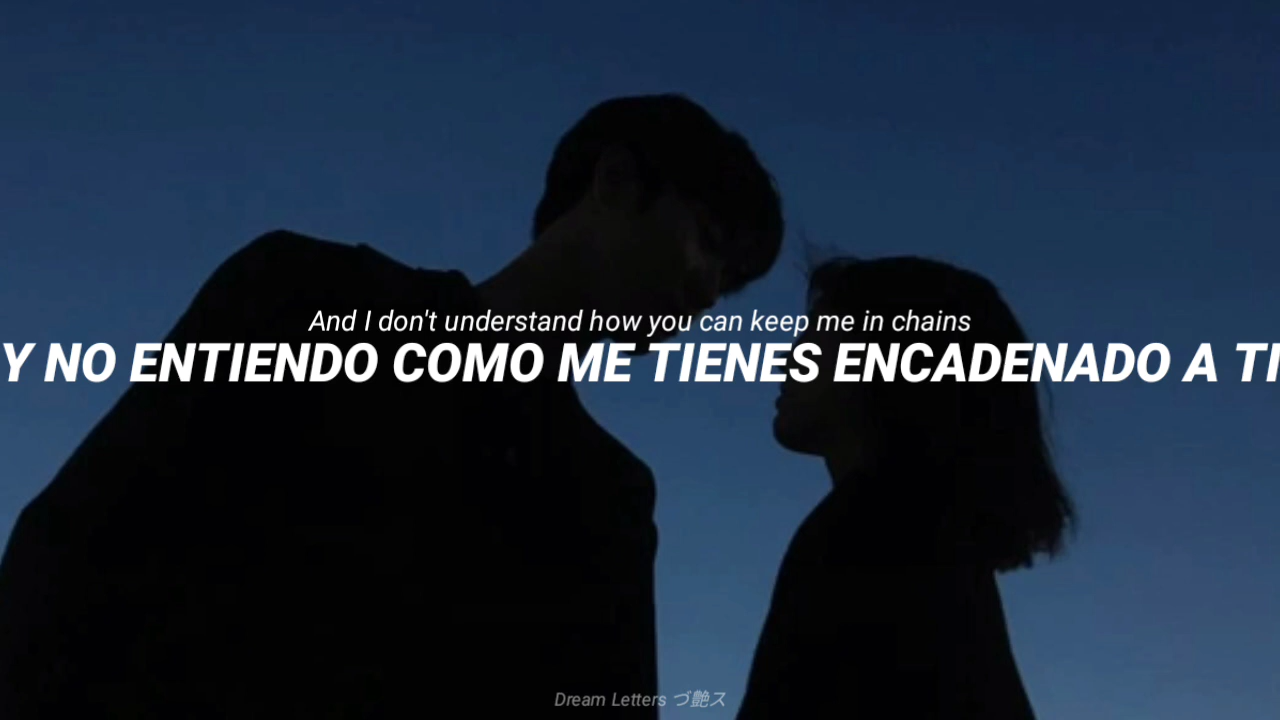 And I don't understand how you can keep me in chains
Y NO ENTIENDO COMO ME TIENES ENCADENADO A TI
Dream Letters づ艶ス